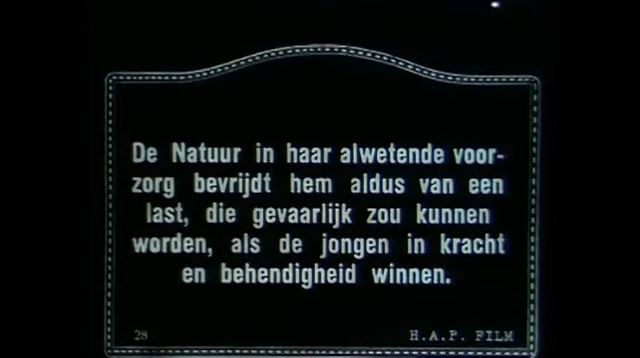 De Natuur in haar alwetende voor-
zorg bevrijdt hem aldus van een
last, die gevaarlijk zou kunnen
worden, als de jongen in kracht
en behendigheid winnen.
28 H.A.P. FILM